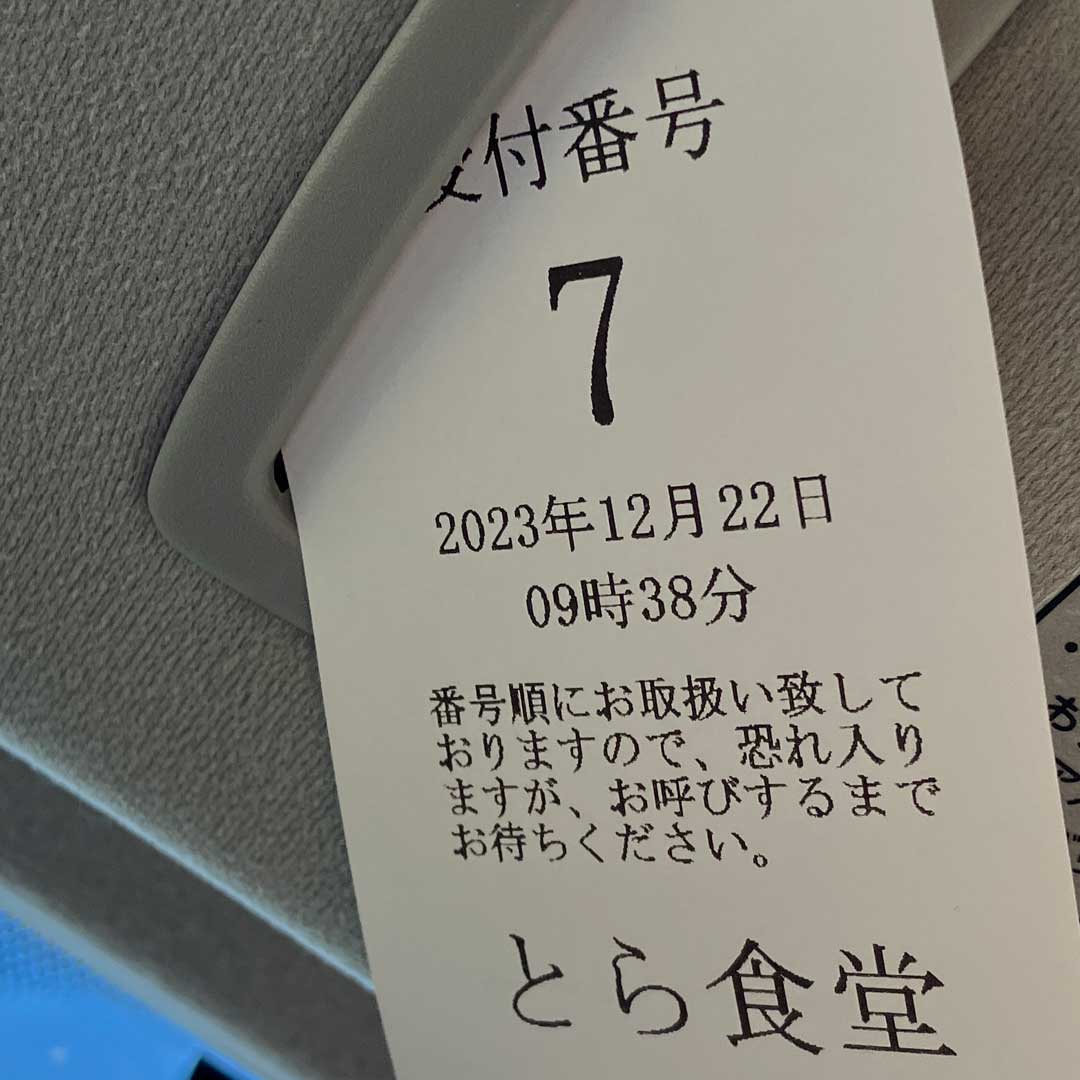 受付番号
7
2023年12月22日
09時38分
番号順にお取扱い致して
おりますので、恐れ入り
ますが、お呼びするまで
お待ちください。
とら食堂